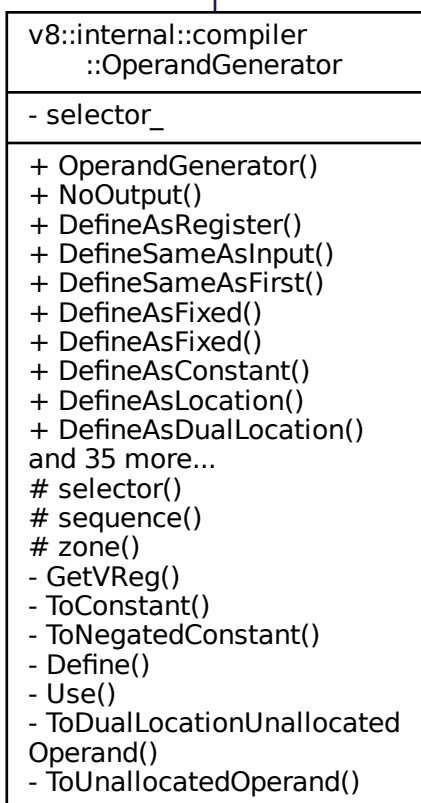 v8::internal::compiler
::OperandGenerator
- selector_
+ OperandGenerator()
+ NoOutput()
+ DefineAsRegister()
+ DefineSameAsInput()
+ DefineSameAsFirst()
+ DefineAsFixed()
+ DefineAsFixed()
+ DefineAsConstant()
+ DefineAsLocation()
+ DefineAsDualLocation()
and 35 more...
# selector()
# sequence()
# zone()
- GetVReg()
- ToConstant()
- ToNegatedConstant()
- Define()
- Use()
- ToDualLocationUnallocated
Operand()
- ToUnallocatedOperand()